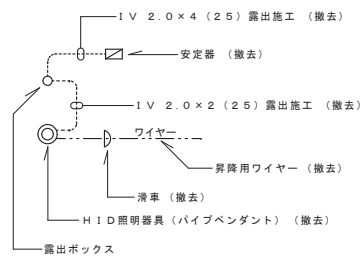 IV 2.0×4 (25) 露出施工 (撤去)
安定器 (撤去)
IV 2.0×2 (25) 露出施工 (撤去)
ワイヤー
昇降用ワイヤー (撤去)
滑車 (撤去)
HID照明器具 (パイプペンダント) (撤去)
露出ボックス